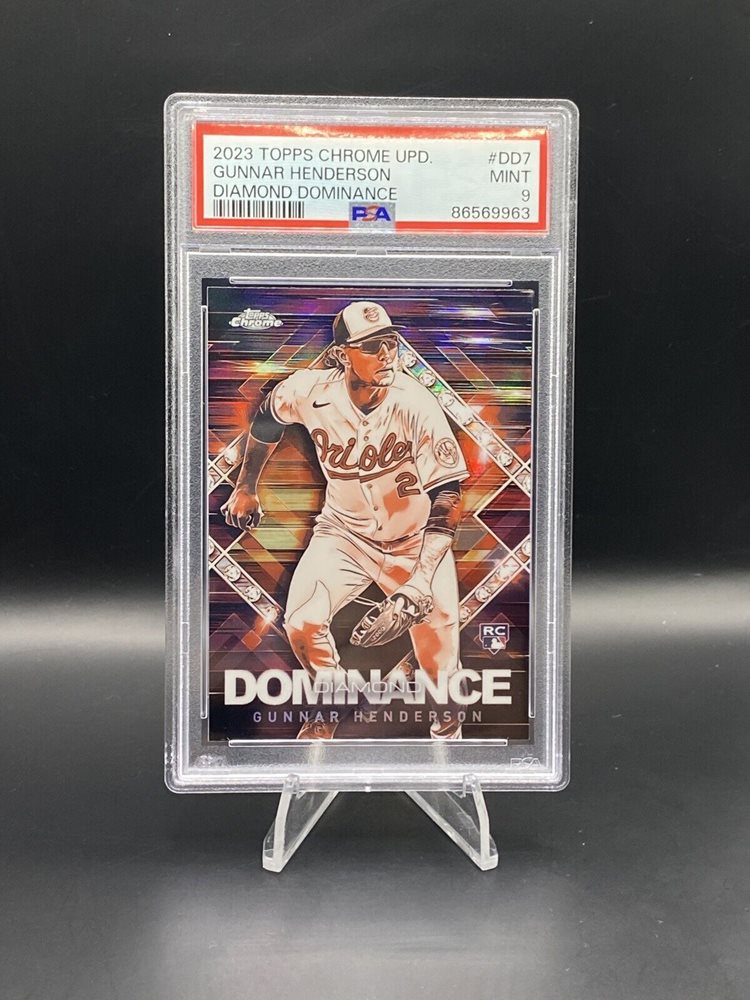 2023 TOPPS CHROME UPD. #DD7
GUNNAR HENDERSON MINT
DIAMOND DOMINANCE 9
PSA 86569963
Topps
Chrome
Orioles
2
RC
DOMINANCE
DIAMOND
GUNNAR HENDERSON
PSA